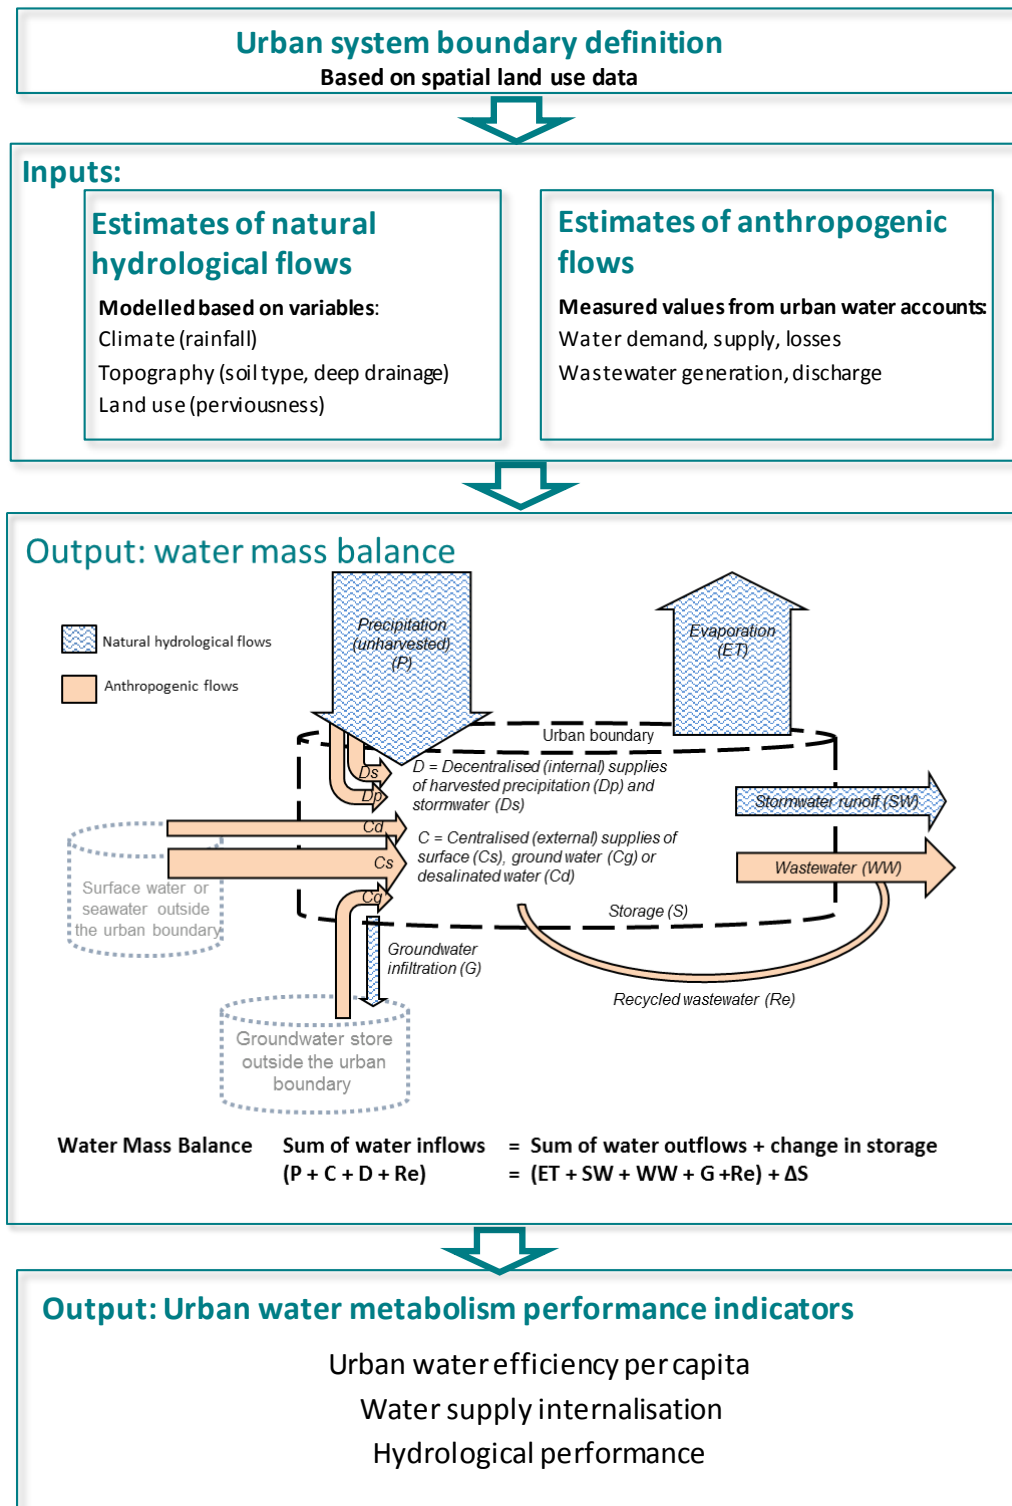 Urban system boundary definition
Based on spatial land use data
Inputs:
Estimates of natural
hydrological flows
Modelled based on variables:
Climate (rainfall)
Topography (soil type, deep drainage)
Land use (perviousness)
Estimates of anthropogenic
flows
Measured values from urban water accounts:
Water demand, supply, losses
Wastewater generation, discharge
Output: water mass balance
Natural hydrological flows
Anthropogenic flows
Precipitation
(unharvested)
(P)
Evaporation
(ET)
Urban boundary
Ds
Dp
D = Decentralised (internal) supplies
of harvested precipitation (Dp) and
stormwater (Ds)
Stormwater runoff (SW)
Cd
Cs
Cg
C = Centralised (external) supplies of
surface (Cs), ground water (Cg) or
desalinated water (Cd)
Wastewater (WW)
Surface water or
seawater outside
the urban boundary
Storage (S)
Groundwater
infiltration (G)
Recycled wastewater (Re)
Groundwater store
outside the urban
boundary
Water Mass Balance Sum of water inflows = Sum of water outflows + change in storage
(P + C + D + Re) = (ET + SW + WW + G +Re) + ΔS
Output: Urban water metabolism performance indicators
Urban water efficiency per capita
Water supply internalisation
Hydrological performance